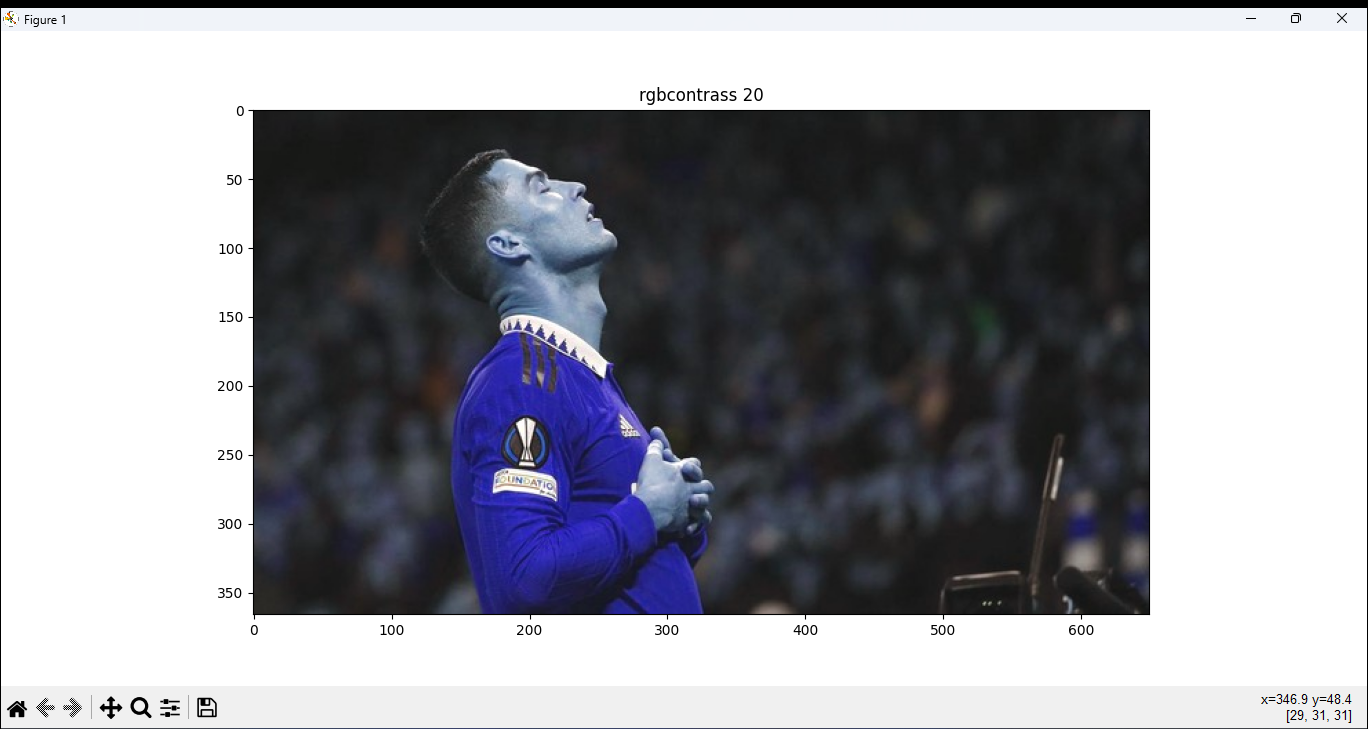 Figure 1
rgbcontrass 20
0
50
100
150
200
250
300
350
adidas
FOUNDATION
0 100 200 300 400 500 600
x=346.9 y=48.4
[29, 31, 31]